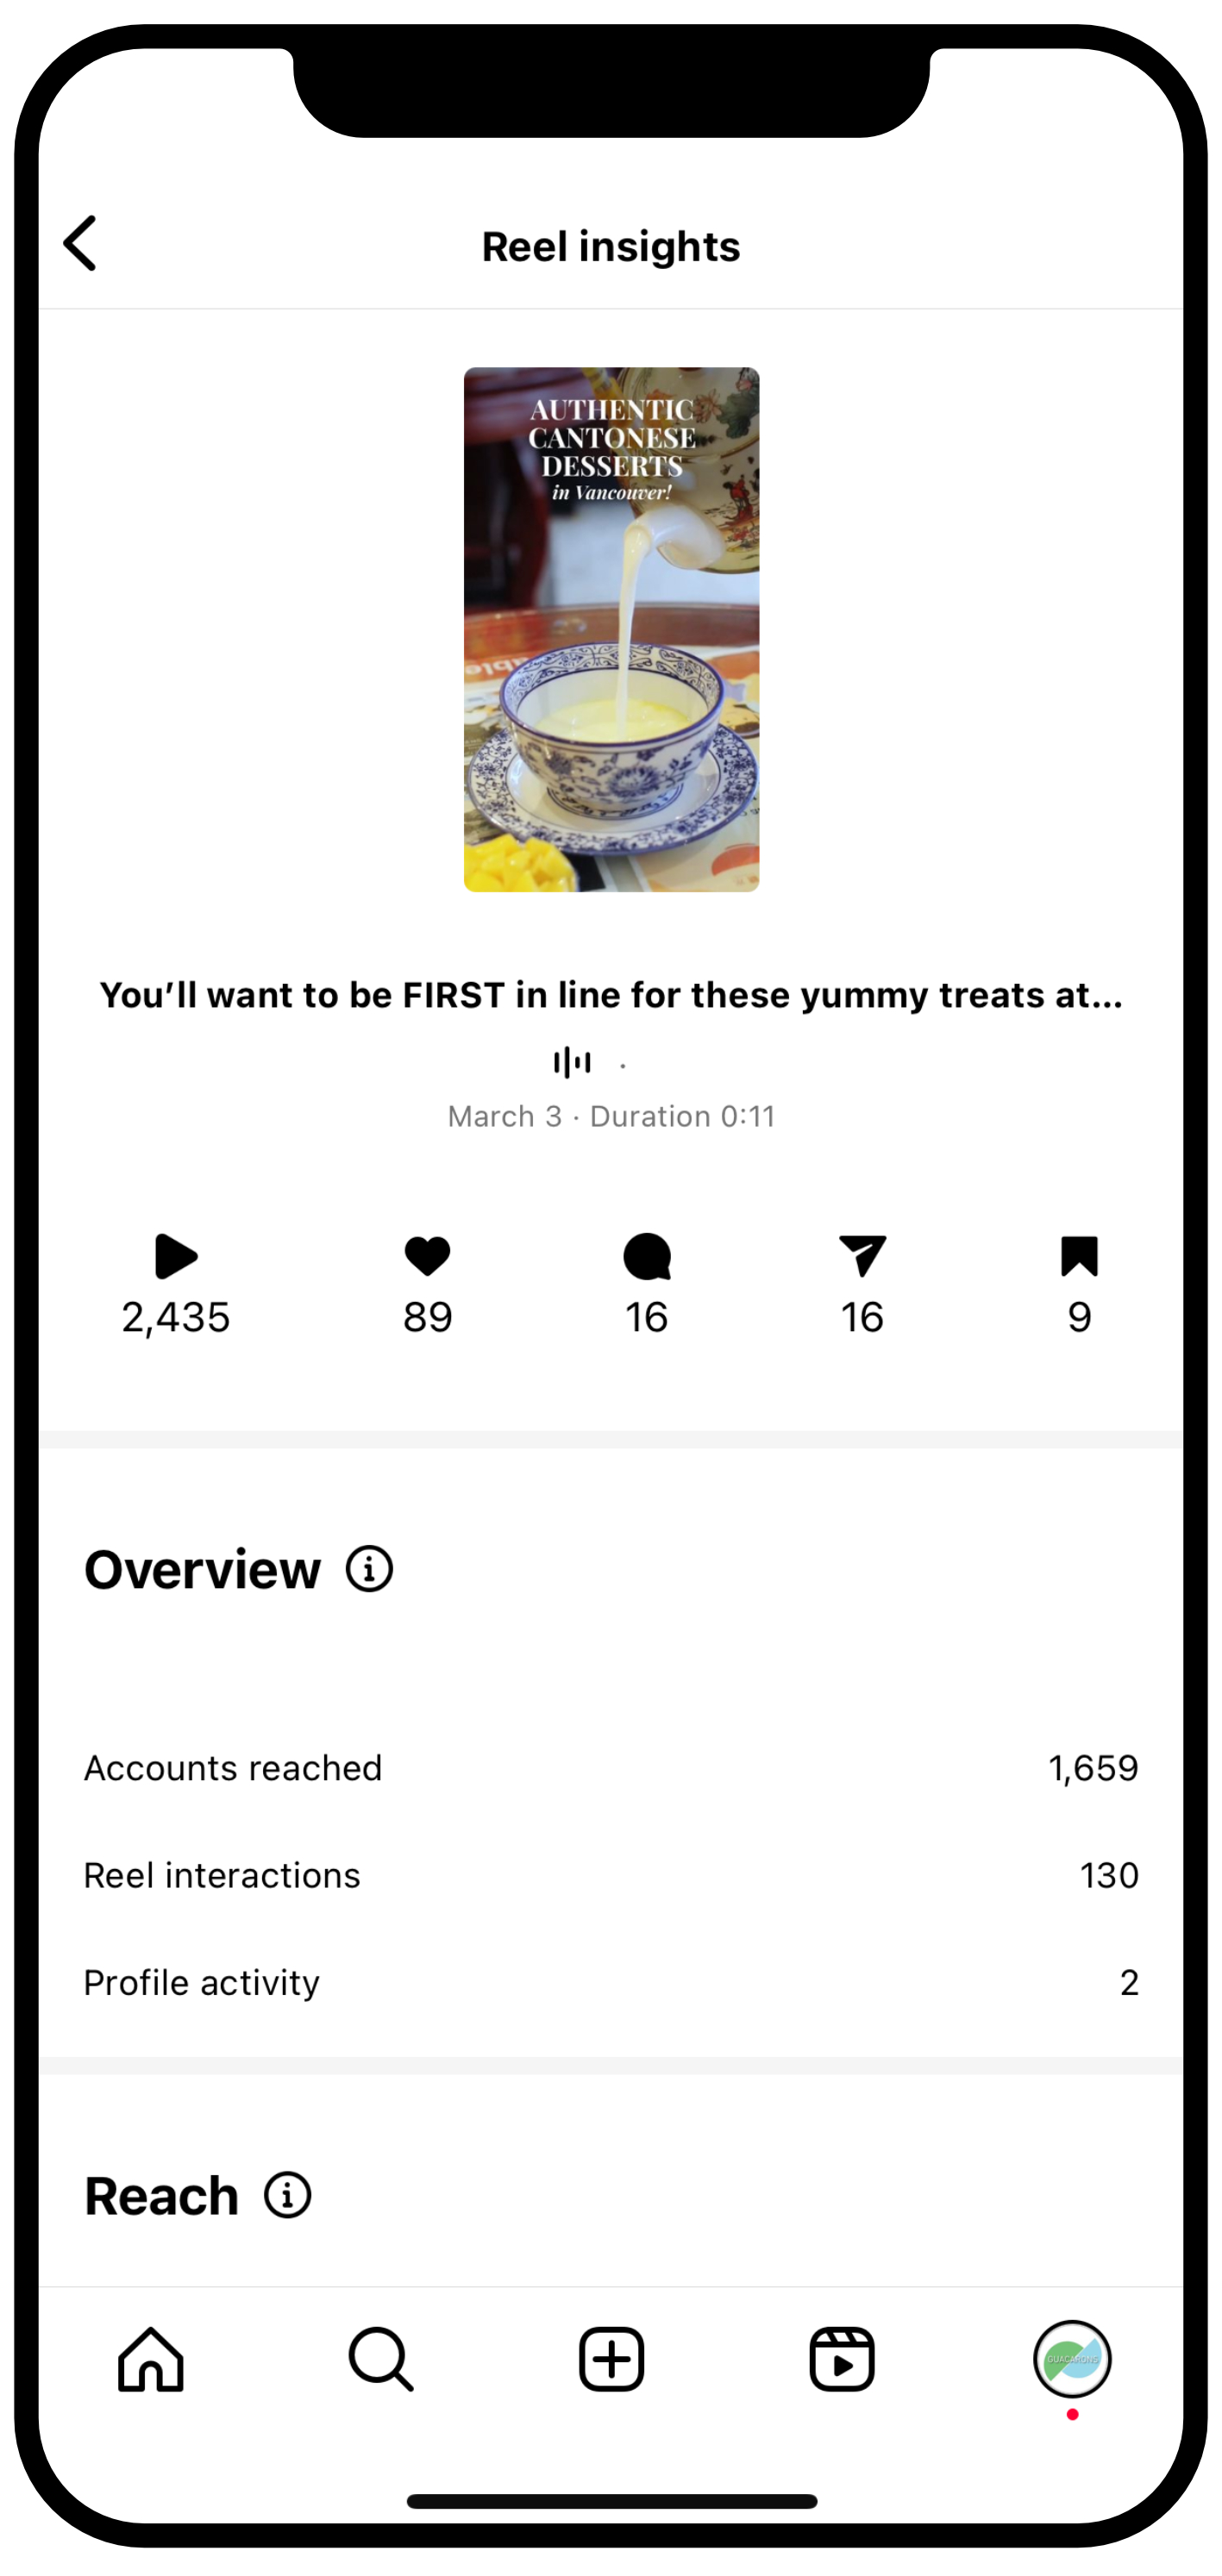 Reel insights
AUTHENTIC
CANTONESE
DESSERTS
in Vancouver!
You’ll want to be FIRST in line for these yummy treats at...
March 3 · Duration 0:11
2,435 89 16 16 9
Overview
Accounts reached 1,659
Reel interactions 130
Profile activity 2
Reach
GUACARONS